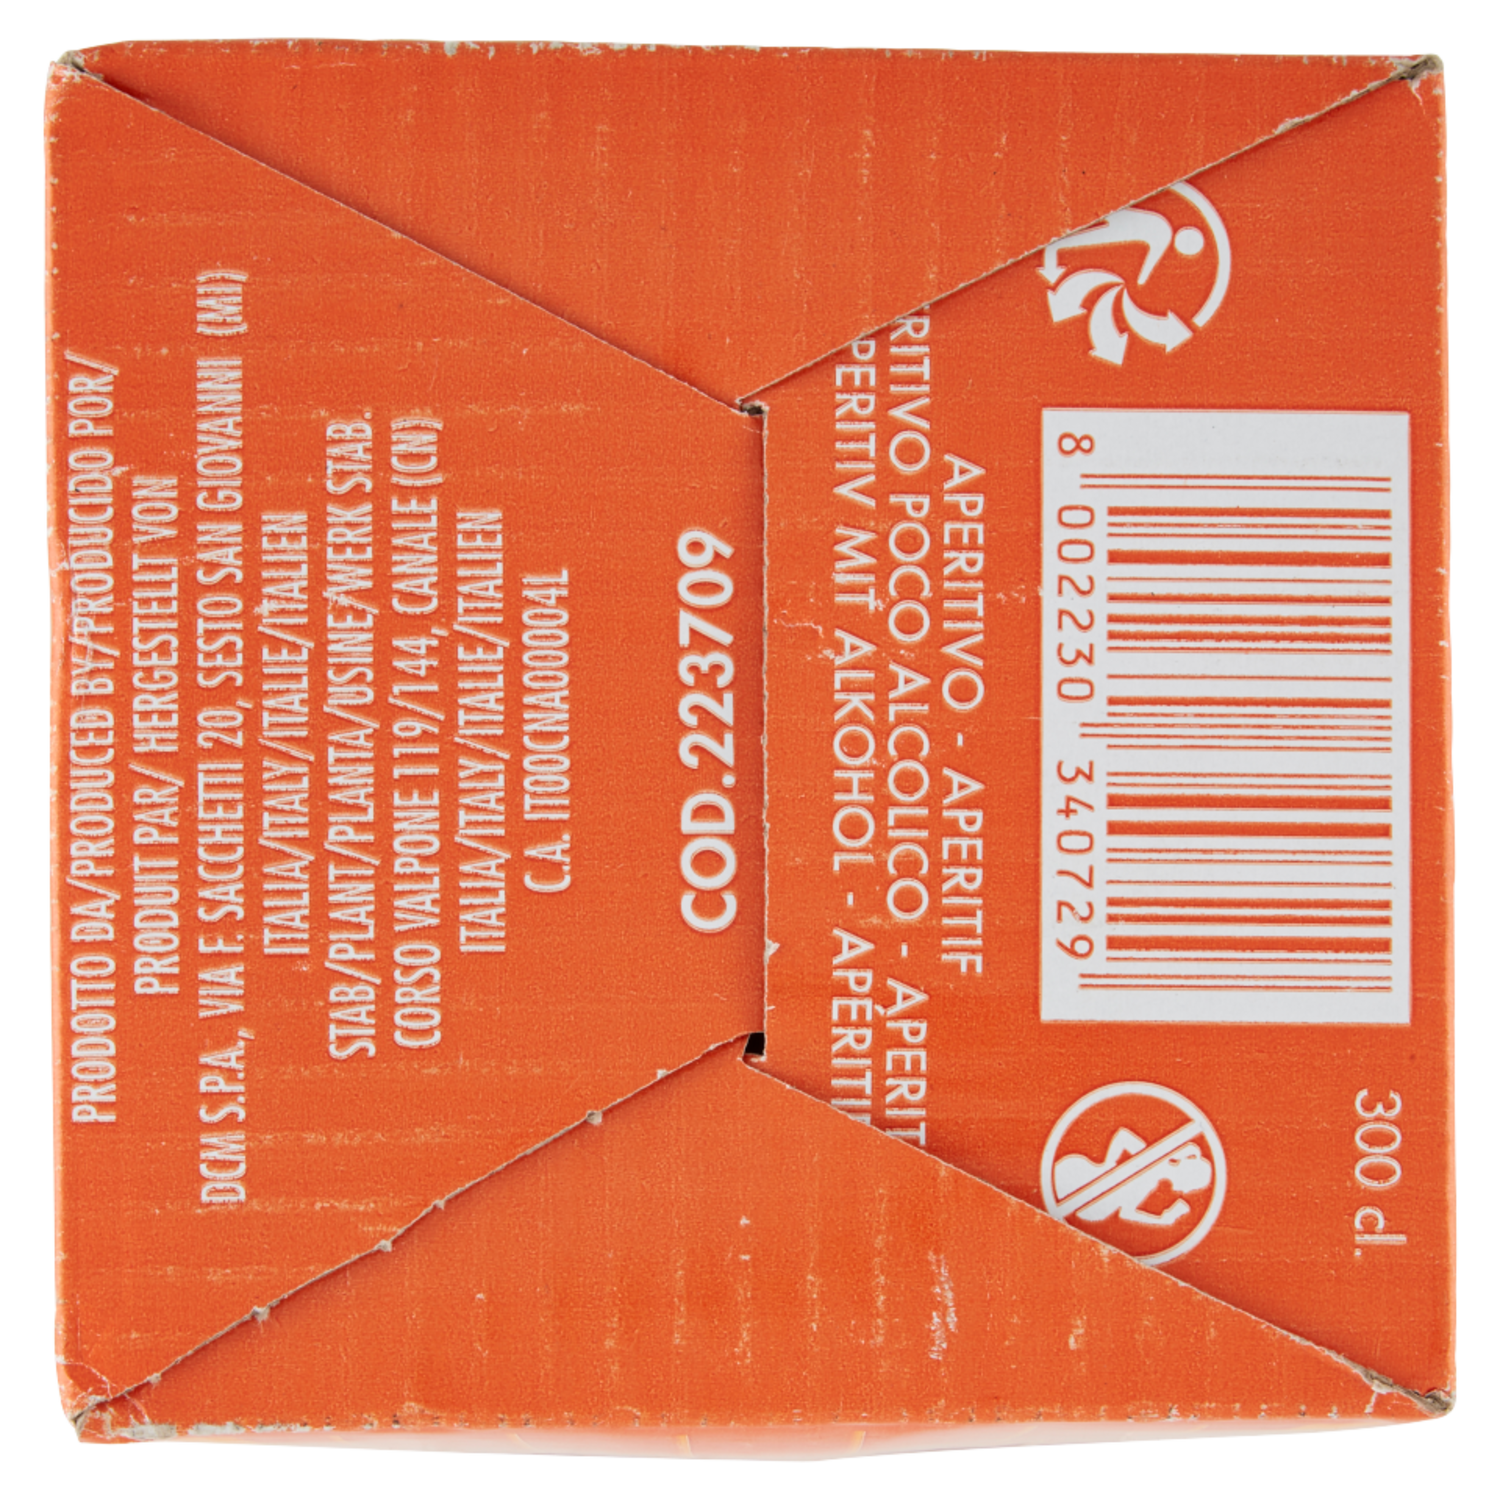 PRODOTTO DA/PRODUCED BY/PRODUCIDO POR/
PRODUIT PAR/ HERGESTELLT VON
DCM S.P.A., VIA F. SACCHETTI 20, SESTO SAN GIOVANNI (MI)
ITALIA/ITALY/ITALIE/ITALIEN
STAB/PLANT/PLANTA/USINE/WERK STAB.
CORSO VALPONE 119/144, CANALE (CN)
ITALIA/ITALY/ITALIE/ITALIEN
C.A. IT00CNA00004L
COD.223709
APERITIF - APERITIVO
APERIT - APERITIVO POCO ALCOLICO
APERITI - APERITIV MIT ALKOHOL
8 002230 340729
300 cl.